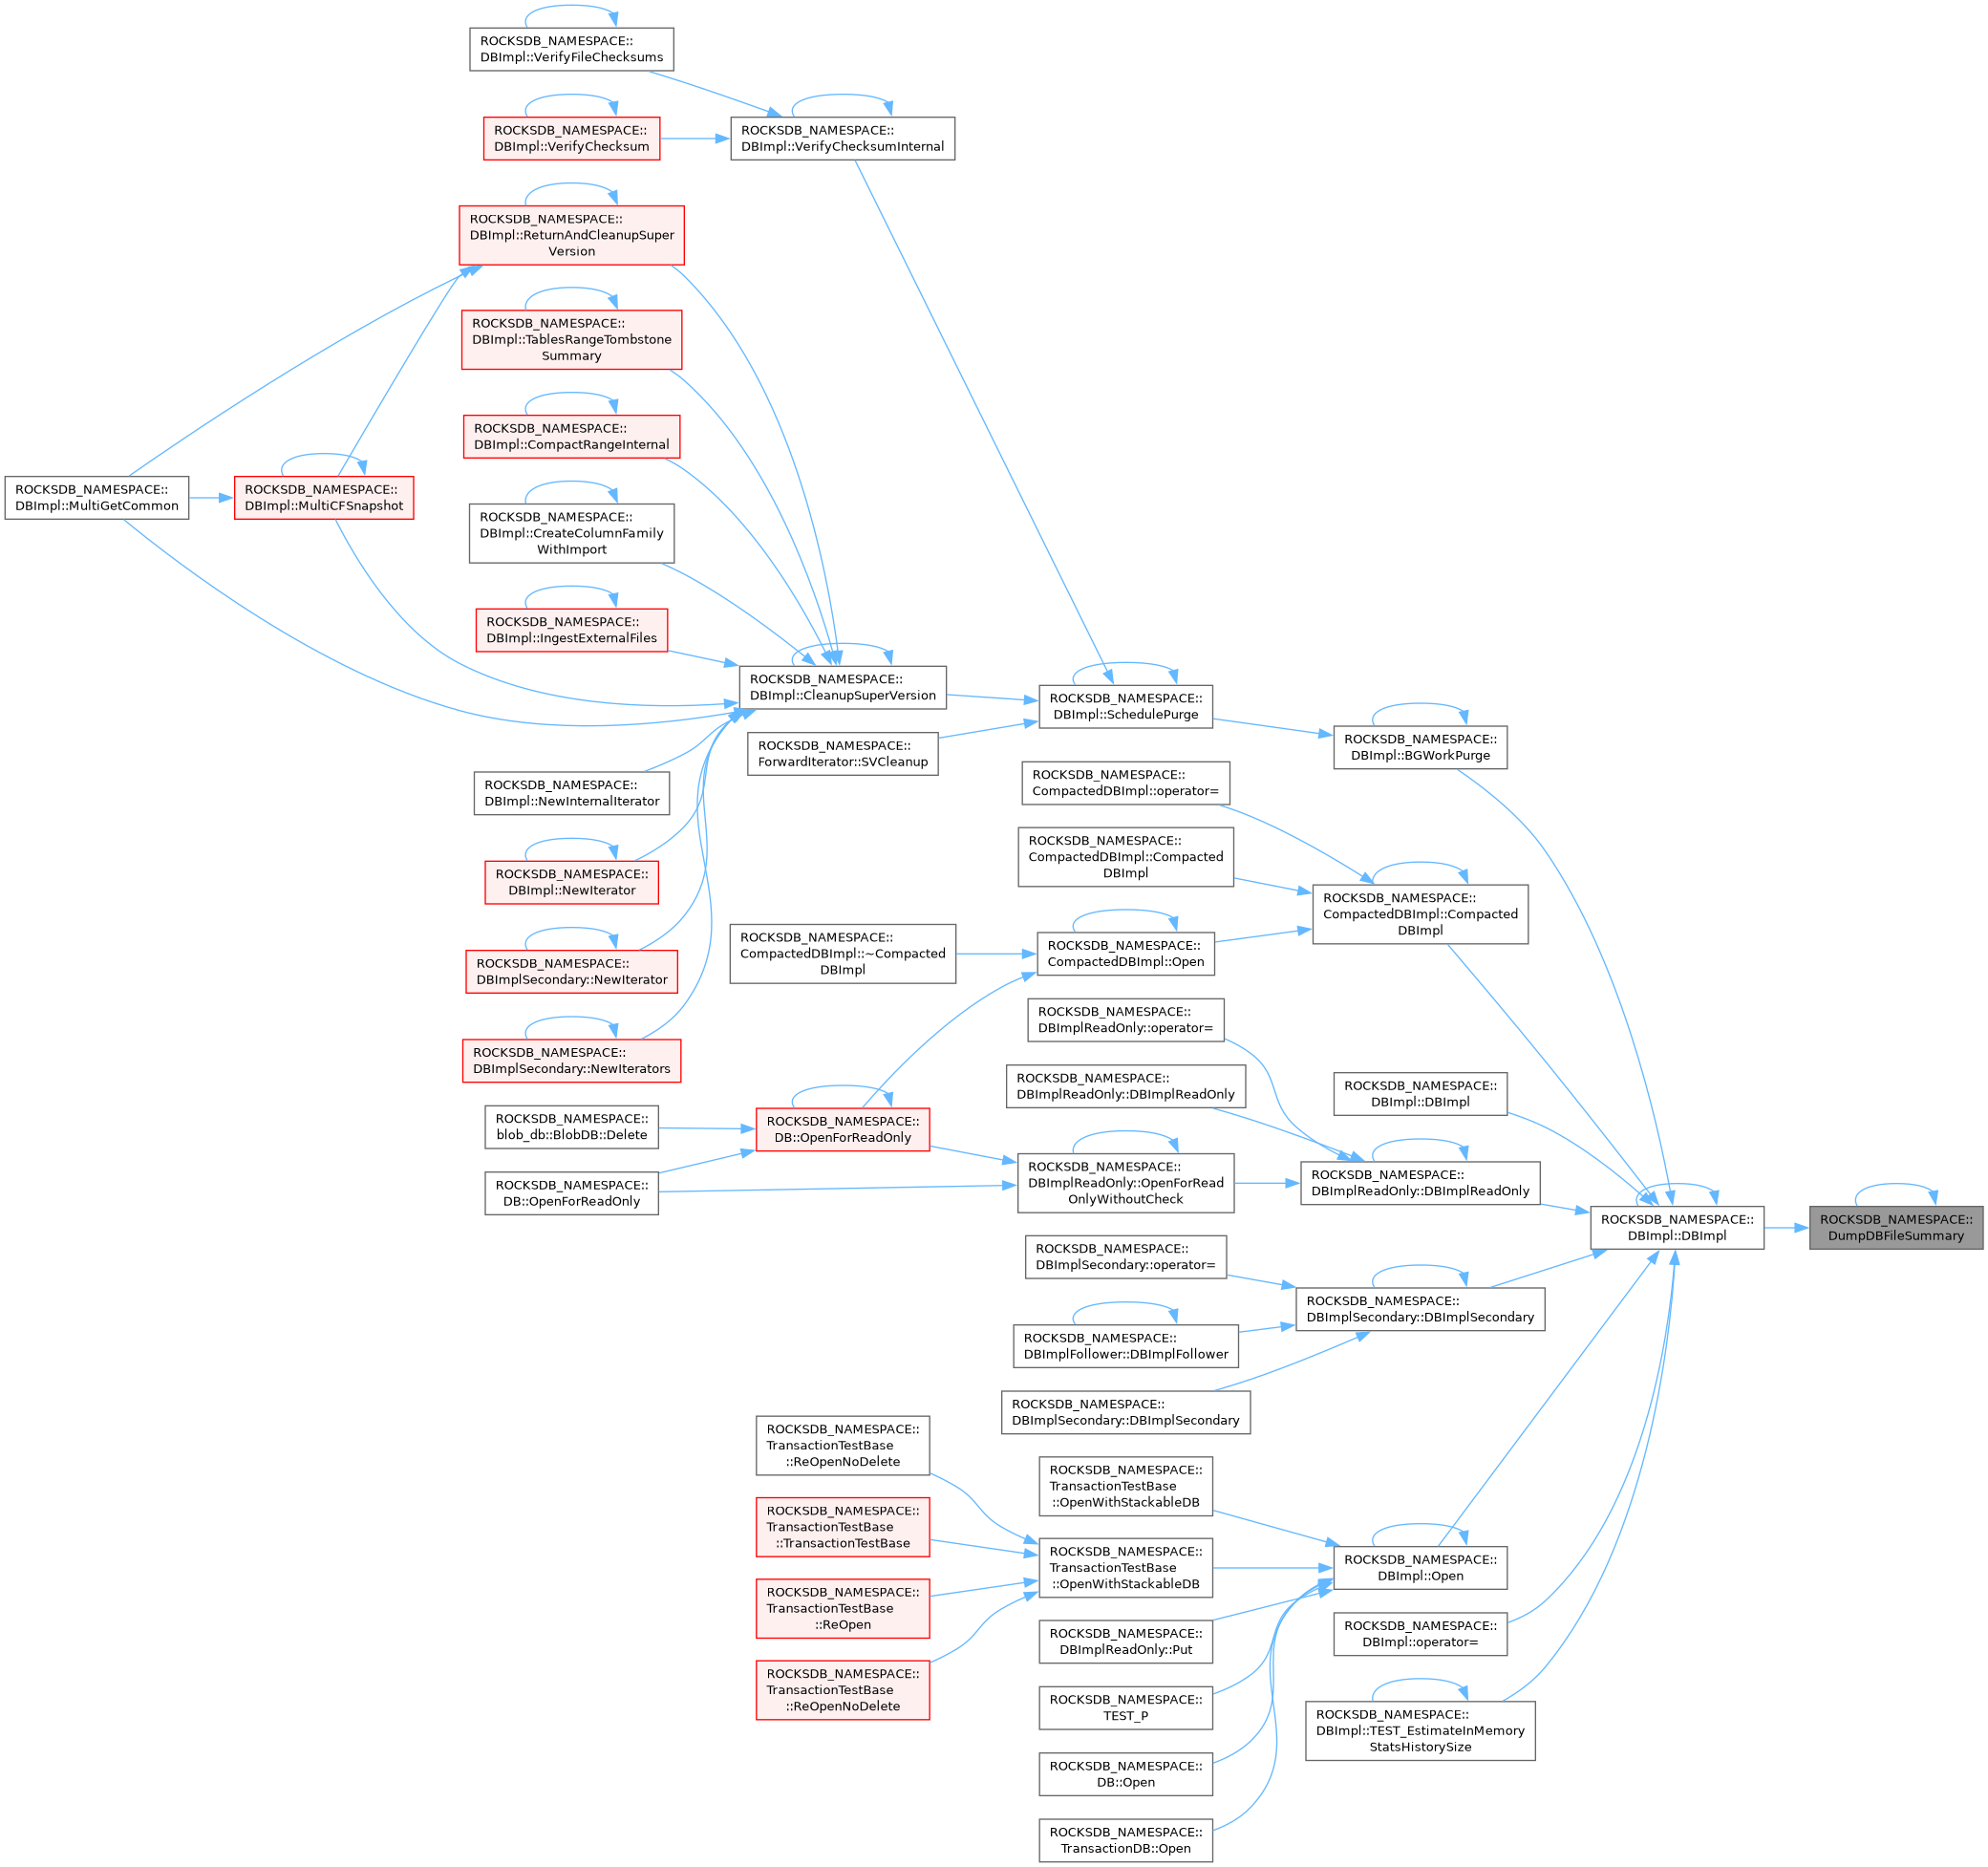 ROCKSDB_NAMESPACE::
DBImpl::VerifyFileChecksums
ROCKSDB_NAMESPACE::
DBImpl::VerifyChecksum
ROCKSDB_NAMESPACE::
DBImpl::VerifyChecksumInternal
ROCKSDB_NAMESPACE::
DBImpl::ReturnAndCleanupSuper
Version
ROCKSDB_NAMESPACE::
DBImpl::TablesRangeTombstone
Summary
ROCKSDB_NAMESPACE::
DBImpl::CompactRangeInternal
ROCKSDB_NAMESPACE::
DBImpl::MultiGetCommon
ROCKSDB_NAMESPACE::
DBImpl::MultiCFSnapshot
ROCKSDB_NAMESPACE::
DBImpl::CreateColumnFamily
WithImport
ROCKSDB_NAMESPACE::
DBImpl::IngestExternalFiles
ROCKSDB_NAMESPACE::
DBImpl::CleanupSuperVersion
ROCKSDB_NAMESPACE::
DBImpl::SchedulePurge
ROCKSDB_NAMESPACE::
DBImpl::BGWorkPurge
ROCKSDB_NAMESPACE::
ForwardIterator::SVCleanup
ROCKSDB_NAMESPACE::
DBImpl::NewInternalIterator
ROCKSDB_NAMESPACE::
CompactedDBImpl::operator=
ROCKSDB_NAMESPACE::
CompactedDBImpl::Compacted
DBImpl
ROCKSDB_NAMESPACE::
DBImpl::NewIterator
ROCKSDB_NAMESPACE::
CompactedDBImpl::Compacted
DBImpl
ROCKSDB_NAMESPACE::
DBImplSecondary::NewIterator
ROCKSDB_NAMESPACE::
CompactedDBImpl::~Compacted
DBImpl
ROCKSDB_NAMESPACE::
CompactedDBImpl::Open
ROCKSDB_NAMESPACE::
DBImplReadOnly::operator=
ROCKSDB_NAMESPACE::
DBImplSecondary::NewIterators
ROCKSDB_NAMESPACE::
DBImplReadOnly::DBImplReadOnly
ROCKSDB_NAMESPACE::
DBImpl::DBImpl
ROCKSDB_NAMESPACE::
blob_db::BlobDB::Delete
ROCKSDB_NAMESPACE::
DB::OpenForReadOnly
ROCKSDB_NAMESPACE::
DBImplReadOnly::OpenForRead
OnlyWithoutCheck
ROCKSDB_NAMESPACE::
DBImplReadOnly::DBImplReadOnly
ROCKSDB_NAMESPACE::
DB::OpenForReadOnly
ROCKSDB_NAMESPACE::
DBImpl::DBImpl
ROCKSDB_NAMESPACE::
DumpDBFileSummary
ROCKSDB_NAMESPACE::
DBImplSecondary::operator=
ROCKSDB_NAMESPACE::
DBImplSecondary::DBImplSecondary
ROCKSDB_NAMESPACE::
DBImplFollower::DBImplFollower
ROCKSDB_NAMESPACE::
DBImplSecondary::DBImplSecondary
ROCKSDB_NAMESPACE::
TransactionTestBase
::ReOpenNoDelete
ROCKSDB_NAMESPACE::
TransactionTestBase
::OpenWithStackableDB
ROCKSDB_NAMESPACE::
TransactionTestBase
::TransactionTestBase
ROCKSDB_NAMESPACE::
TransactionTestBase
::OpenWithStackableDB
ROCKSDB_NAMESPACE::
DBImpl::Open
ROCKSDB_NAMESPACE::
TransactionTestBase
::ReOpen
ROCKSDB_NAMESPACE::
DBImplReadOnly::Put
ROCKSDB_NAMESPACE::
DBImpl::operator=
ROCKSDB_NAMESPACE::
TransactionTestBase
::ReOpenNoDelete
ROCKSDB_NAMESPACE::
TEST_P
ROCKSDB_NAMESPACE::
DBImpl::TEST_EstimateInMemory
StatsHistorySize
ROCKSDB_NAMESPACE::
DB::Open
ROCKSDB_NAMESPACE::
TransactionDB::Open